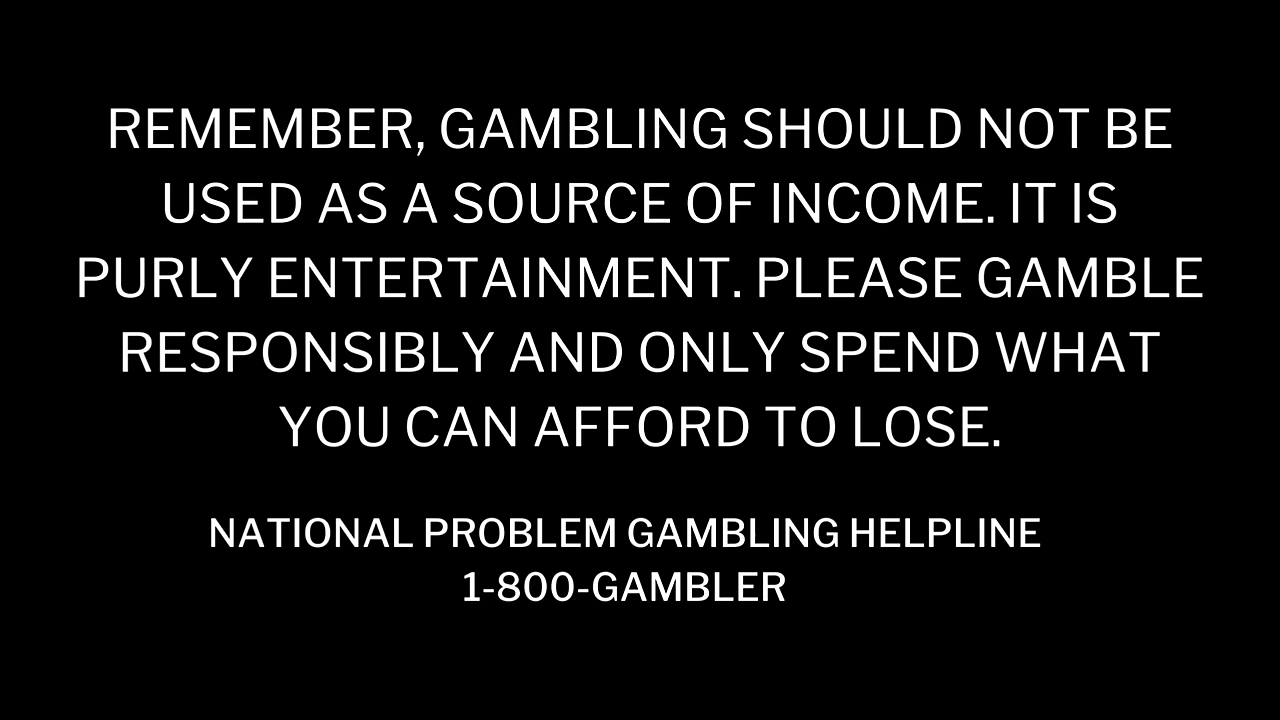 REMEMBER, GAMBLING SHOULD NOT BE
USED AS A SOURCE OF INCOME. IT IS
PURLY ENTERTAINMENT. PLEASE GAMBLE
RESPONSIBLY AND ONLY SPEND WHAT
YOU CAN AFFORD TO LOSE.
NATIONAL PROBLEM GAMBLING HELPLINE
1-800-GAMBLER